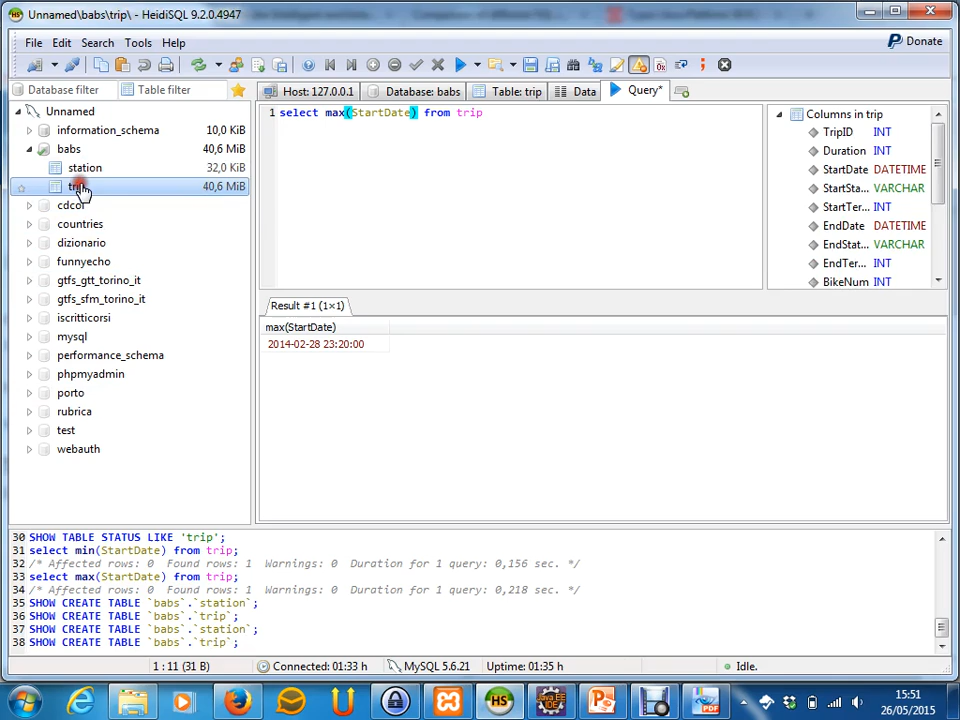 Unnamed\babs\trip\ - HeidiSQL 9.2.0.4947
File Edit Search Tools Help
Donate
Database filter Table filter
Host: 127.0.0.1 Database: babs Table: trip Data Query*
Unnamed
information_schema 10,0 KiB
babs 40,6 MiB
station 32,0 KiB
40,6 MiB
cdcol
countries
dizionario
funnyecho
gtfs_gtt_torino_it
gtfs_sfm_torino_it
iscritticorsi
mysql
performance_schema
phpmyadmin
porto
rubrica
test
webauth
1 select max(StartDate) from trip
Columns in trip
TripID INT
Duration INT
StartDate DATETIME
StartSta... VARCHAR
StartTer... INT
EndDate DATETIME
EndStat... VARCHAR
EndTer... INT
BikeNum INT
Result #1 (1×1)
max(StartDate)
2014-02-28 23:20:00
30 SHOW TABLE STATUS LIKE 'trip';
31 select min(StartDate) from trip;
32 /* Affected rows: 0 Found rows: 1 Warnings: 0 Duration for 1 query: 0,156 sec. */
33 select max(StartDate) from trip;
34 /* Affected rows: 0 Found rows: 1 Warnings: 0 Duration for 1 query: 0,218 sec. */
35 SHOW CREATE TABLE `babs`.`station`;
36 SHOW CREATE TABLE `babs`.`trip`;
37 SHOW CREATE TABLE `babs`.`station`;
38 SHOW CREATE TABLE `babs`.`trip`;
1 : 11 (31 B) Connected: 01:33 h MySQL 5.6.21 Uptime: 01:35 h Idle.
15:51
26/05/2015